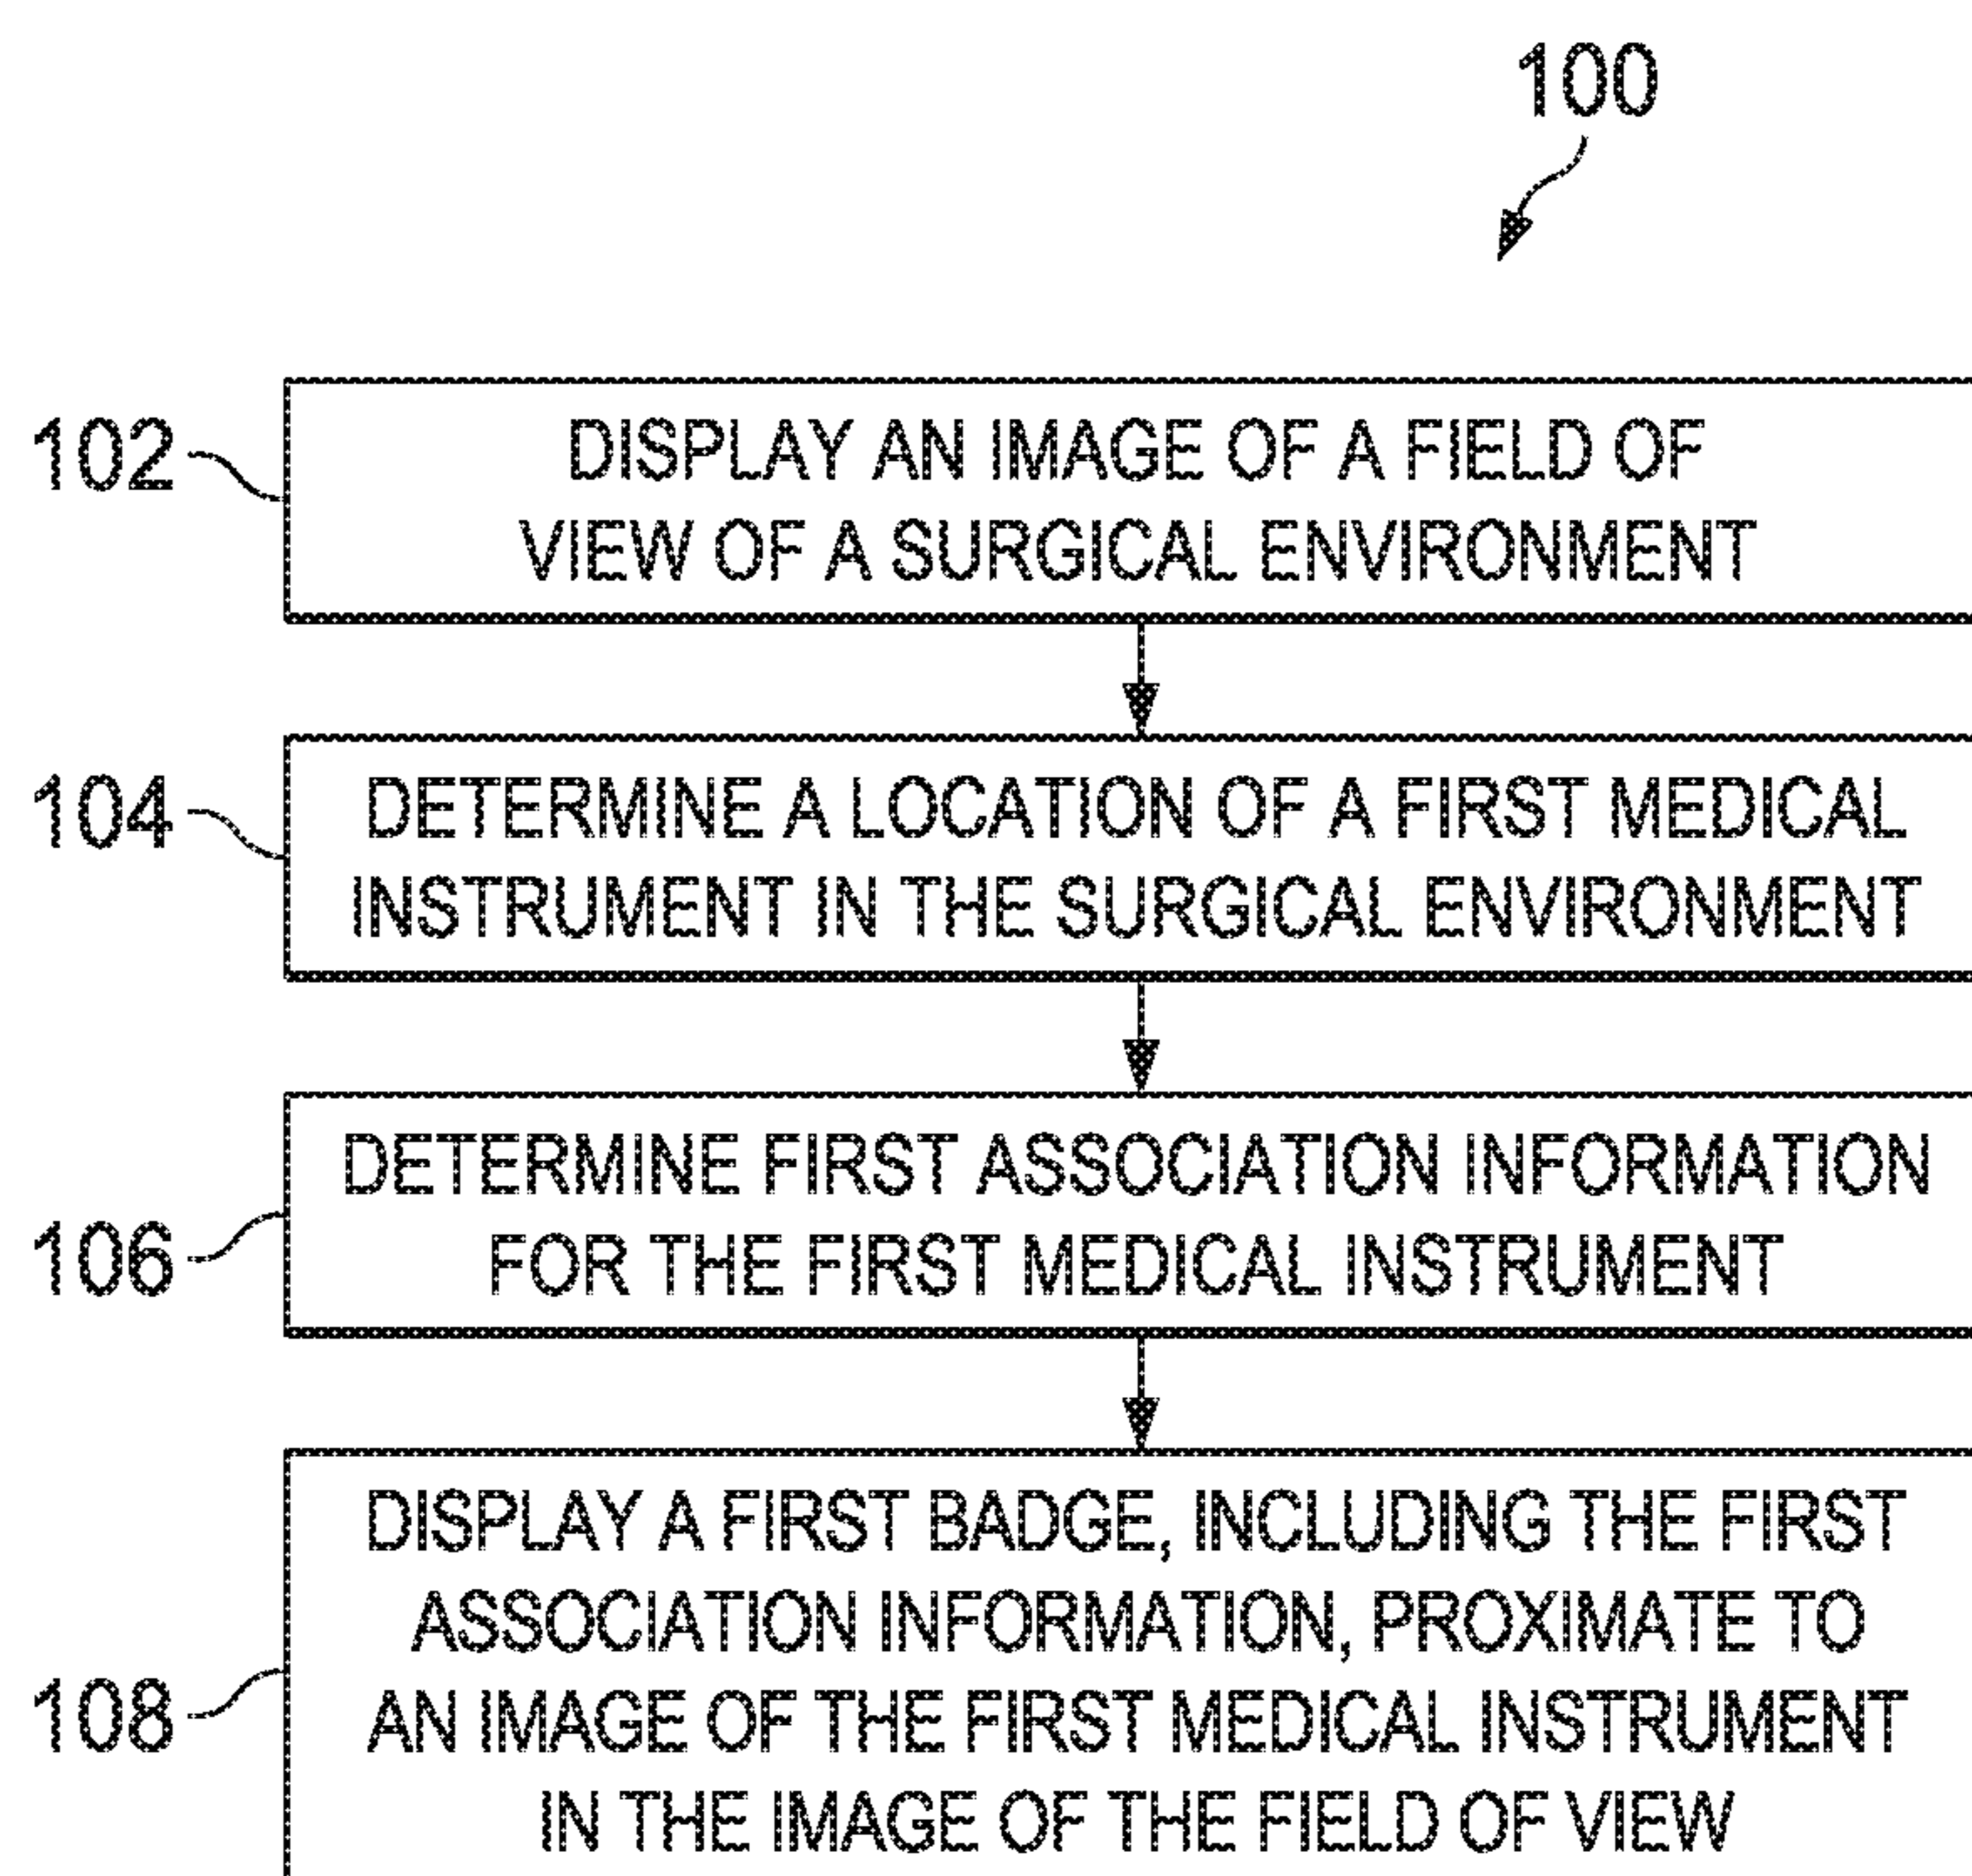 100
102
DISPLAY AN IMAGE OF A FIELD OF
VIEW OF A SURGICAL ENVIRONMENT
104
DETERMINE A LOCATION OF A FIRST MEDICAL
INSTRUMENT IN THE SURGICAL ENVIRONMENT
106
DETERMINE FIRST ASSOCIATION INFORMATION
FOR THE FIRST MEDICAL INSTRUMENT
108
DISPLAY A FIRST BADGE, INCLUDING THE FIRST
ASSOCIATION INFORMATION, PROXIMATE TO
AN IMAGE OF THE FIRST MEDICAL INSTRUMENT
IN THE IMAGE OF THE FIELD OF VIEW